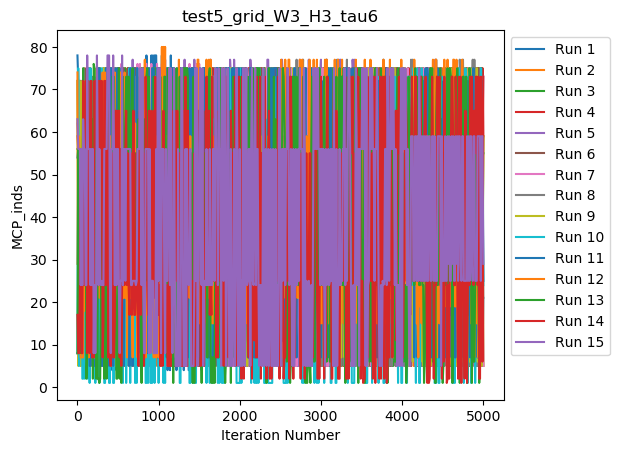 test5_grid_W3_H3_tau6
80
70
60
50
40
30
20
10
0
MCP_inds
0 1000 2000 3000 4000 5000
Iteration Number
Run 1
Run 2
Run 3
Run 4
Run 5
Run 6
Run 7
Run 8
Run 9
Run 10
Run 11
Run 12
Run 13
Run 14
Run 15